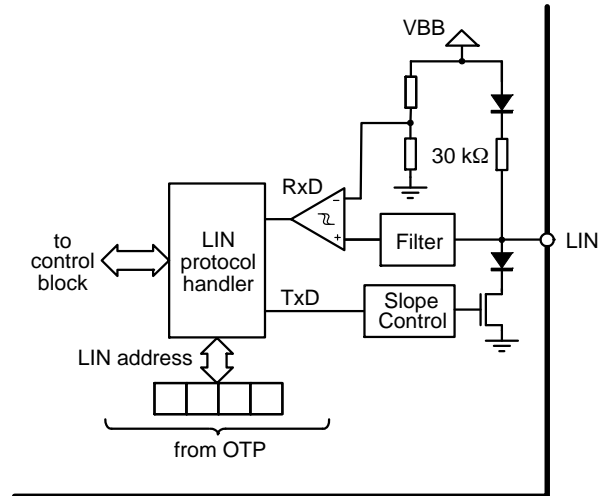 VBB
30 kΩ
RxD
−
+
LIN
protocol
handler
Filter
LIN
to
control
block
TxD
Slope
Control
LIN address
from OTP